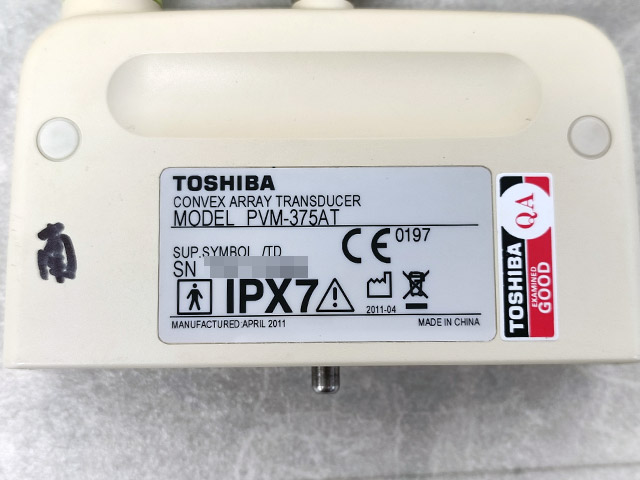 TOSHIBA
CONVEX ARRAY TRANSDUCER
MODEL PVM-375AT
SUP.SYMBOL /TD
CE 0197
SN
IPX7
2011-04
MANUFACTURED:APRIL 2011
MADE IN CHINA
TOSHIBA
QA
EXAMINED
GOOD